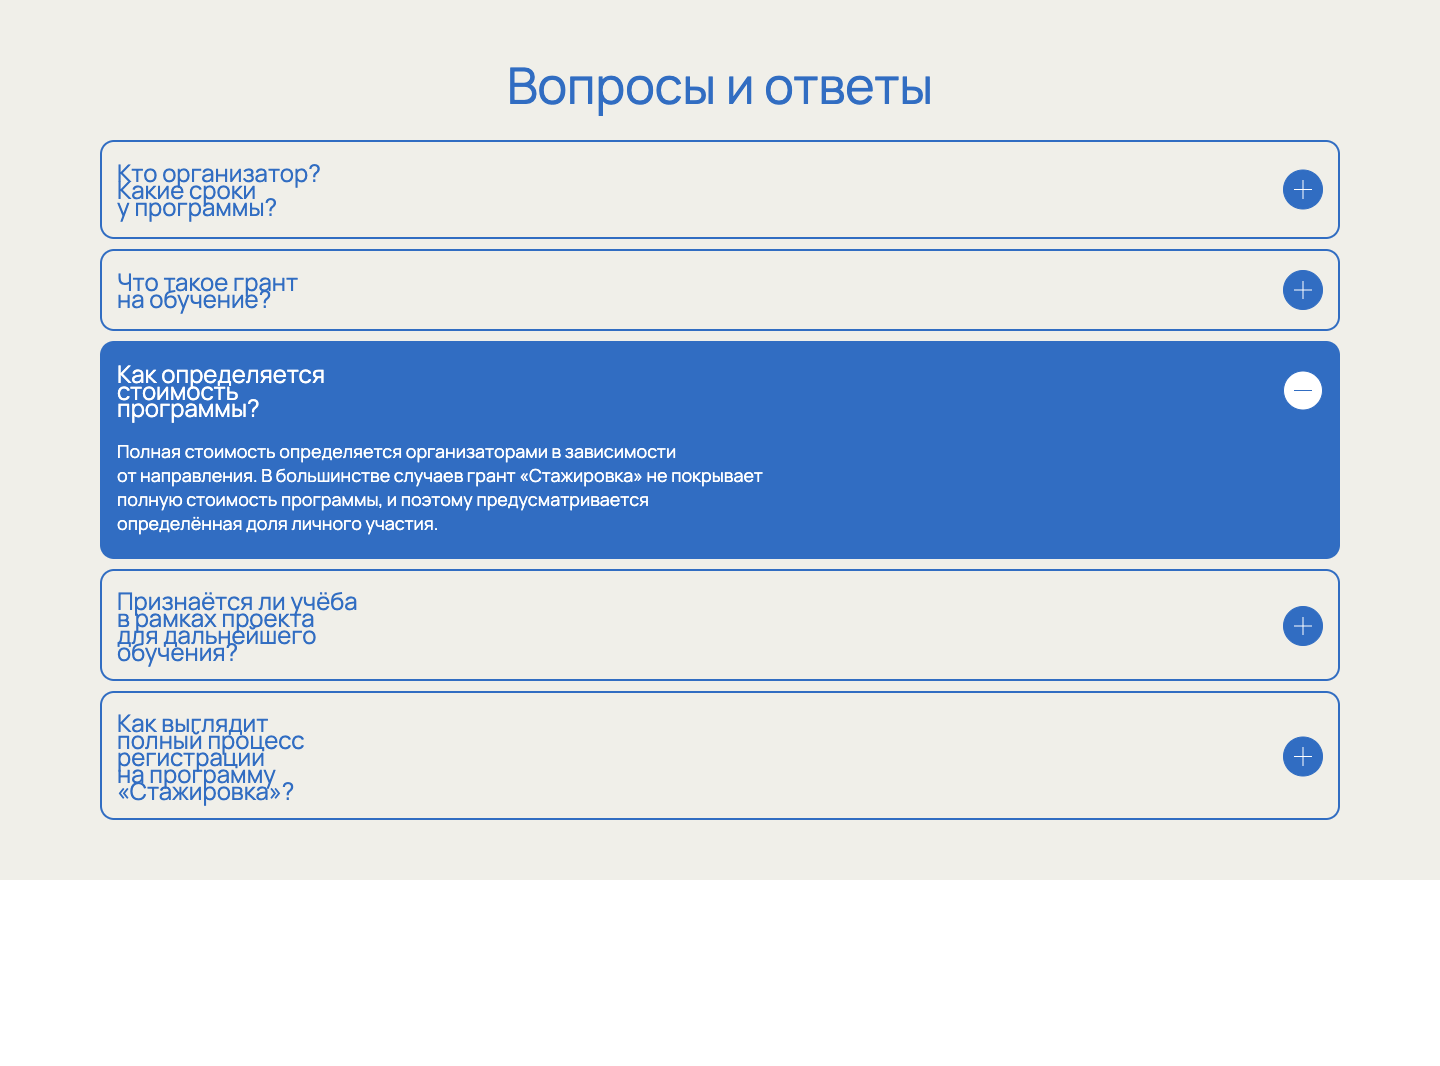 Вопросы и ответы
Кто организатор?
Какие сроки
у программы?
Что такое грант
на обучение?
Как определяется
стоимость
программы?
Полная стоимость определяется организаторами в зависимости
от направления. В большинстве случаев грант «Стажировка» не покрывает
полную стоимость программы, и поэтому предусматривается
определённая доля личного участия.
Признаётся ли учёба
в рамках проекта
для дальнейшего
обучения?
Как выглядит
полный процесс
регистрации
на программу
«Стажировка»?